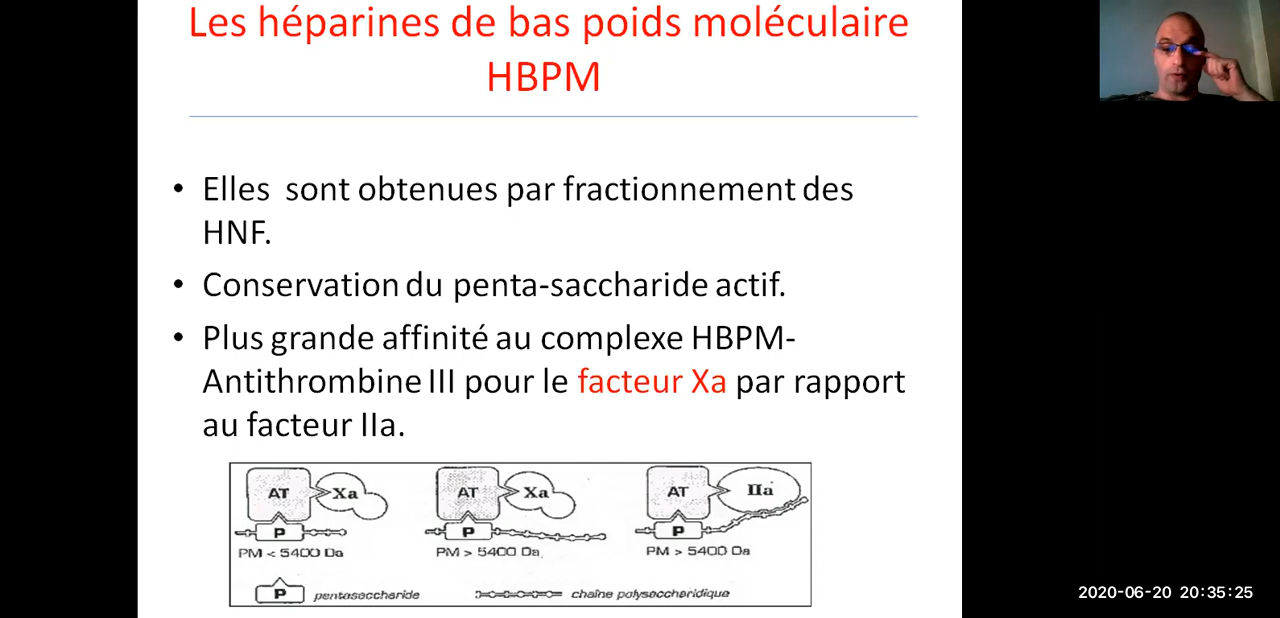 Les héparines de bas poids moléculaire
HBPM
• Elles sont obtenues par fractionnement des
HNF.
• Conservation du penta-saccharide actif.
• Plus grande affinité au complexe HBPM-
Antithrombine III pour le facteur Xa par rapport
au facteur IIa.
AT Xa AT Xa AT IIa
P P P
PM < 5400 Da PM > 5400 Da. PM > 5400 Da
P pentasaccharide chaîne polysaccharidique
2020-06-20 20:35:25